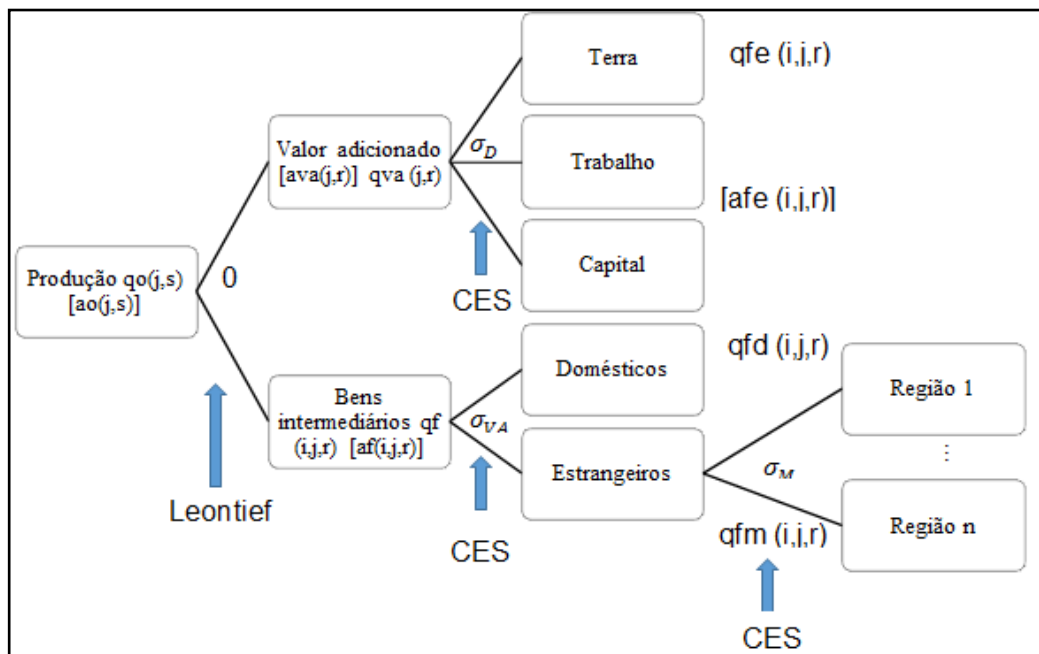 Terra
qfe (i,j,r)
Valor adicionado
[ava(j,r)] qva (j,r)
σD
Trabalho
[afe (i,j,r)]
Capital
CES
Produção qo(j,s)
[ao(j,s)]
0
Leontief
Bens
intermediários qf
(i,j,r) [af(i,j,r)]
σVA
CES
Domésticos
qfd (i,j,r)
Estrangeiros
qfm (i,j,r)
σM
CES
Região 1
⋮
Região n